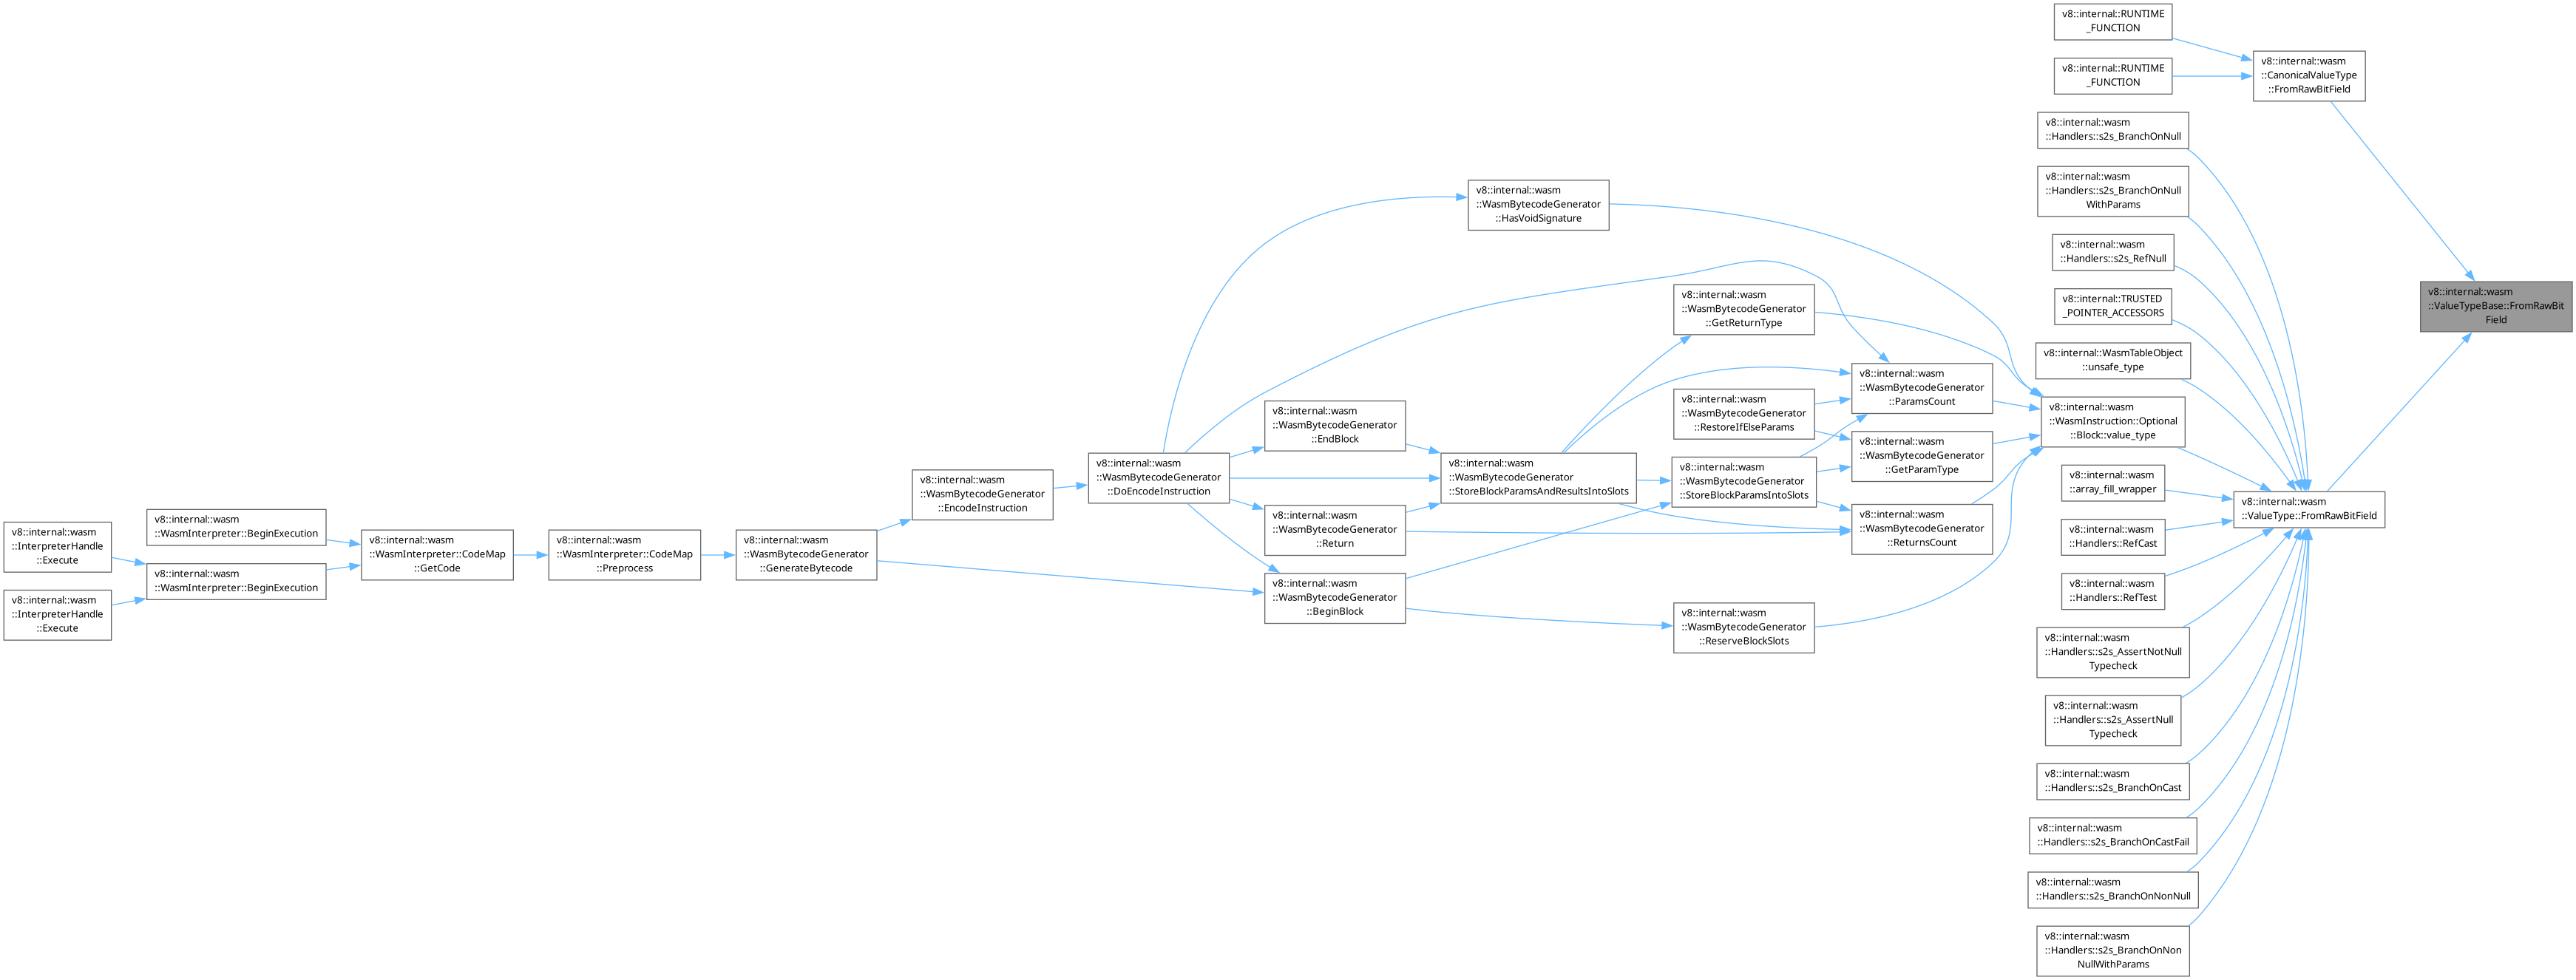 v8::internal::RUNTIME
_FUNCTION
v8::internal::RUNTIME
_FUNCTION
v8::internal::wasm
::CanonicalValueType
::FromRawBitField
v8::internal::wasm
::Handlers::s2s_BranchOnNull
v8::internal::wasm
::Handlers::s2s_BranchOnNull
WithParams
v8::internal::wasm
::Handlers::s2s_RefNull
v8::internal::TRUSTED
_POINTER_ACCESSORS
v8::internal::WasmTableObject
::unsafe_type
v8::internal::wasm
::ValueTypeBase::FromRawBit
Field
v8::internal::wasm
::WasmBytecodeGenerator
::HasVoidSignature
v8::internal::wasm
::WasmBytecodeGenerator
::GetReturnType
v8::internal::wasm
::WasmBytecodeGenerator
::ParamsCount
v8::internal::wasm
::WasmBytecodeGenerator
::RestoreIfElseParams
v8::internal::wasm
::WasmInstruction::Optional
::Block::value_type
v8::internal::wasm
::WasmBytecodeGenerator
::EndBlock
v8::internal::wasm
::WasmBytecodeGenerator
::GetParamType
v8::internal::wasm
::WasmBytecodeGenerator
::DoEncodeInstruction
v8::internal::wasm
::WasmBytecodeGenerator
::StoreBlockParamsAndResultsIntoSlots
v8::internal::wasm
::WasmBytecodeGenerator
::StoreBlockParamsIntoSlots
v8::internal::wasm
::array_fill_wrapper
v8::internal::wasm
::WasmBytecodeGenerator
::EncodeInstruction
v8::internal::wasm
::ValueType::FromRawBitField
v8::internal::wasm
::WasmBytecodeGenerator
::Return
v8::internal::wasm
::WasmBytecodeGenerator
::ReturnsCount
v8::internal::wasm
::Handlers::RefCast
v8::internal::wasm
::InterpreterHandle
::Execute
v8::internal::wasm
::WasmInterpreter::BeginExecution
v8::internal::wasm
::WasmInterpreter::CodeMap
::GetCode
v8::internal::wasm
::WasmInterpreter::CodeMap
::Preprocess
v8::internal::wasm
::WasmBytecodeGenerator
::GenerateBytecode
v8::internal::wasm
::WasmInterpreter::BeginExecution
v8::internal::wasm
::InterpreterHandle
::Execute
v8::internal::wasm
::WasmBytecodeGenerator
::BeginBlock
v8::internal::wasm
::WasmBytecodeGenerator
::ReserveBlockSlots
v8::internal::wasm
::Handlers::RefTest
v8::internal::wasm
::Handlers::s2s_AssertNotNull
Typecheck
v8::internal::wasm
::Handlers::s2s_AssertNull
Typecheck
v8::internal::wasm
::Handlers::s2s_BranchOnCast
v8::internal::wasm
::Handlers::s2s_BranchOnCastFail
v8::internal::wasm
::Handlers::s2s_BranchOnNonNull
v8::internal::wasm
::Handlers::s2s_BranchOnNon
NullWithParams